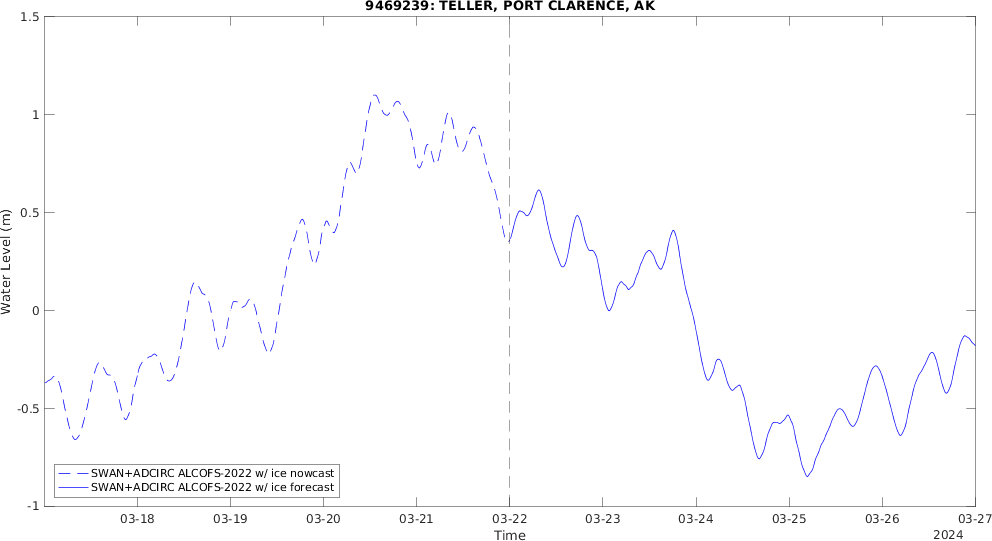 9469239: TELLER, PORT CLARENCE, AK
1.5
1
0.5
0
-0.5
-1
Water Level (m)
SWAN+ADCIRC ALCOFS-2022 w/ ice nowcast
SWAN+ADCIRC ALCOFS-2022 w/ ice forecast
03-18 03-19 03-20 03-21 03-22 03-23 03-24 03-25 03-26 03-27
Time
2024